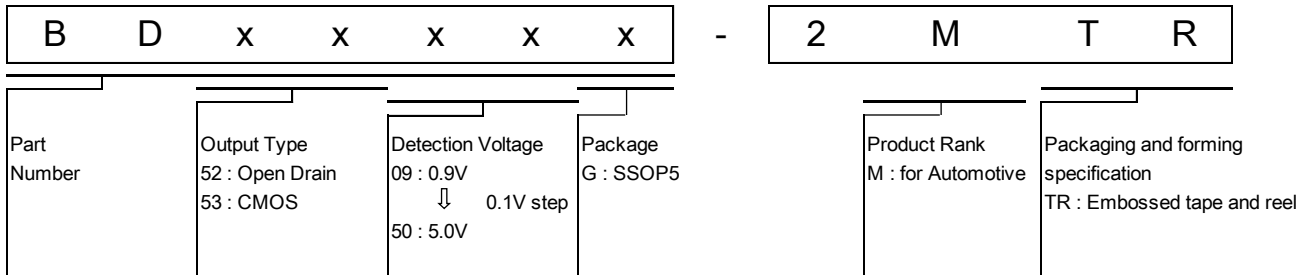 B D x x x x x - 2 M T R
Part
Number
Output Type
52 : Open Drain
53 : CMOS
Detection Voltage
09 : 0.9V
⇩ 0.1V step
50 : 5.0V
Package
G : SSOP5
Product Rank
M : for Automotive
Packaging and forming
specification
TR : Embossed tape and reel